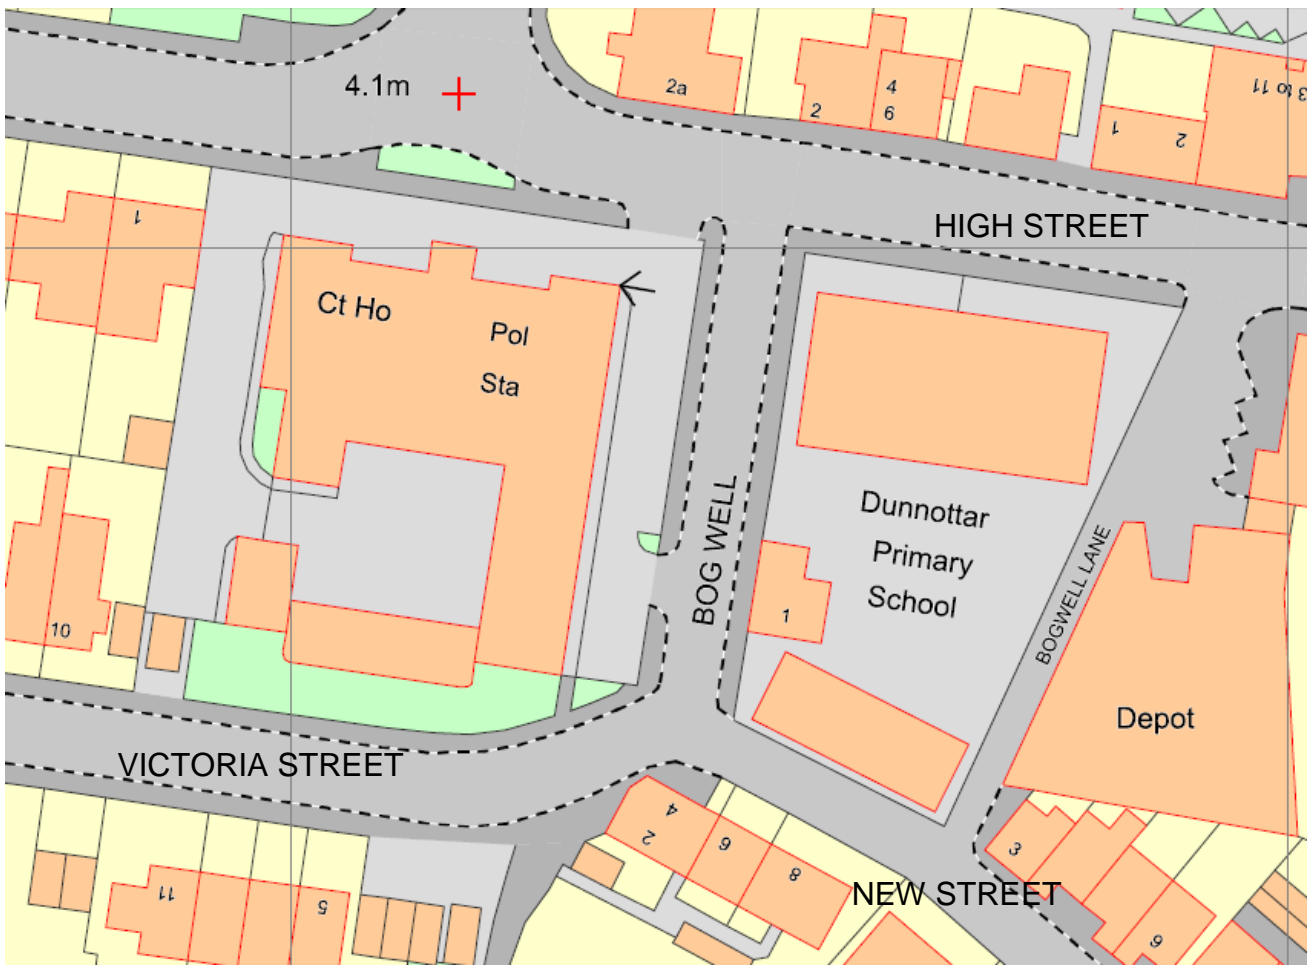 4.1m
2a
2
4
6
1
2
3 to 11
HIGH STREET
1
Ct Ho
Pol
Sta
BOG WELL
Dunnottar
Primary
School
1
BOGWELL LANE
10
Depot
VICTORIA STREET
4
2
6
8
3
NEW STREET
11
5